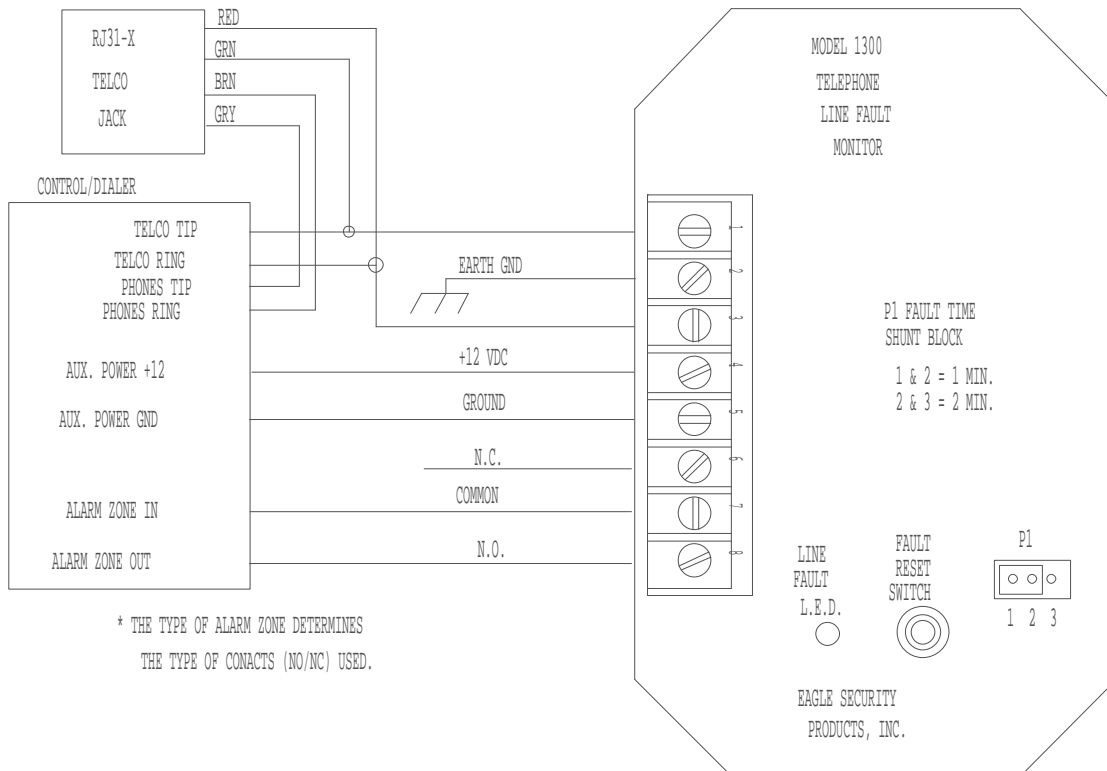 RJ31-X
TELCO
JACK
RED
GRN
BRN
GRY
CONTROL/DIALER
TELCO TIP
TELCO RING
PHONES TIP
PHONES RING
AUX. POWER +12
AUX. POWER GND
ALARM ZONE IN
ALARM ZONE OUT
EARTH GND
+12 VDC
GROUND
N.C.
COMMON
N.O.
* THE TYPE OF ALARM ZONE DETERMINES
THE TYPE OF CONACTS (NO/NC) USED.
MODEL 1300
TELEPHONE
LINE FAULT
MONITOR
1
2
3
4
5
6
7
8
P1 FAULT TIME
SHUNT BLOCK
1 & 2 = 1 MIN.
2 & 3 = 2 MIN.
LINE
FAULT
L.E.D.
FAULT
RESET
SWITCH
P1
1 2 3
EAGLE SECURITY
PRODUCTS, INC.